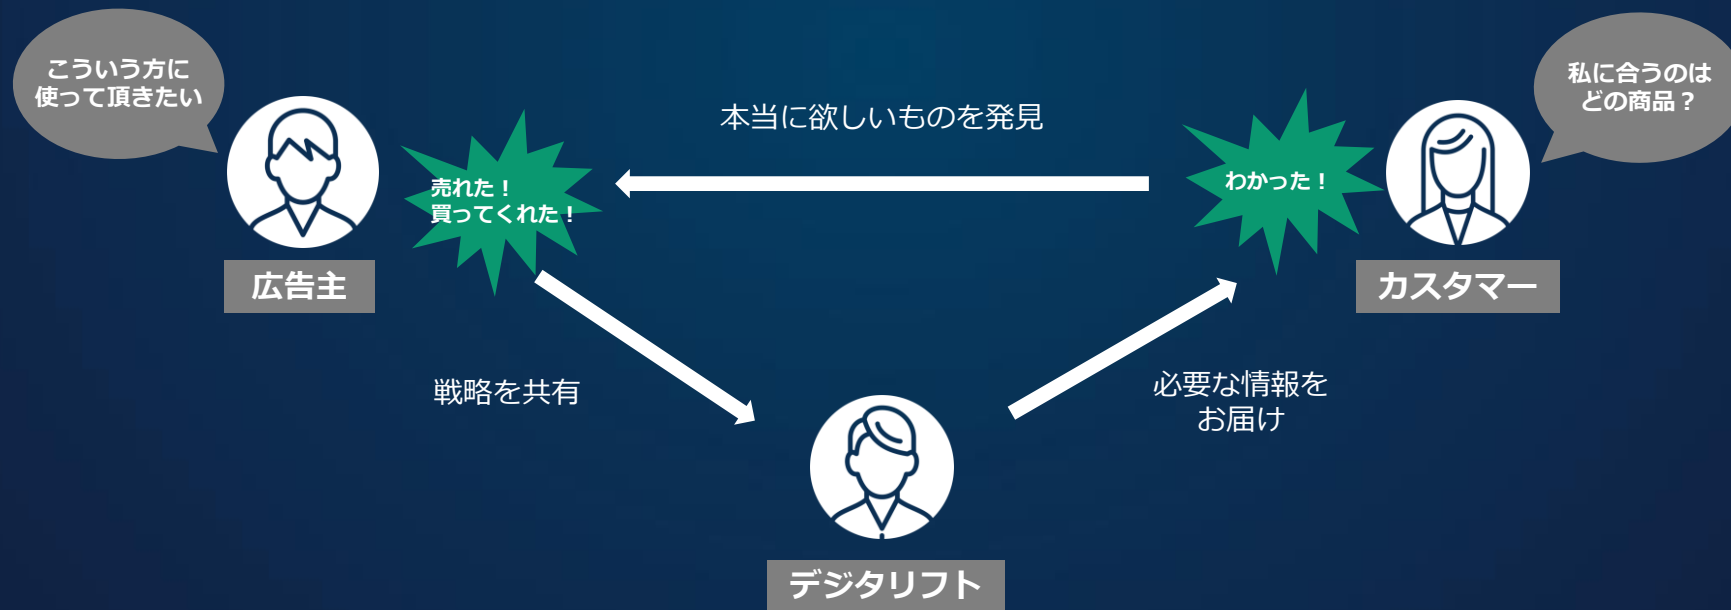 こういう方に
使って頂きたい
私に合うのは
どの商品？
本当に欲しいものを発見
売れた！
買ってくれた！
わかった！
広告主
カスタマー
戦略を共有
必要な情報を
お届け
デジタリフト